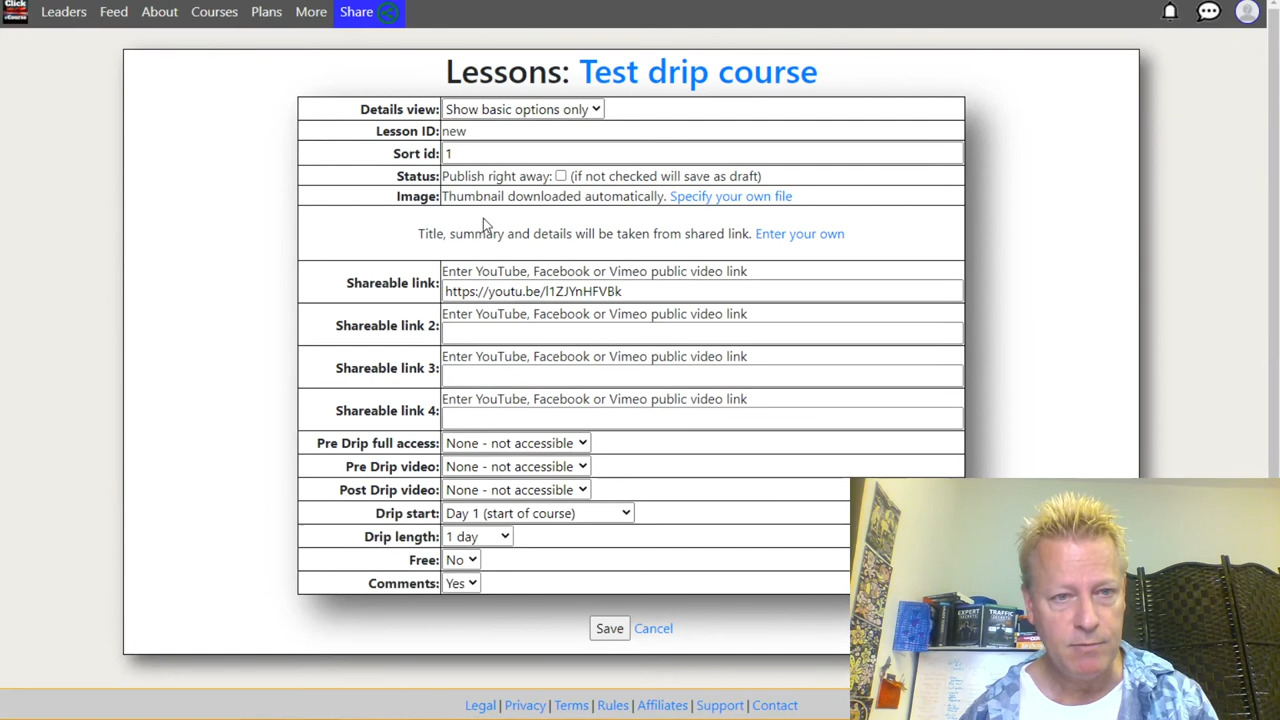 Click
eCourse
Leaders Feed About Courses Plans More Share
Lessons: Test drip course
Details view: Show basic options only
Lesson ID: new
Sort id: 1
Status: Publish right away: (if not checked will save as draft)
Image: Thumbnail downloaded automatically. Specify your own file
Title, summary and details will be taken from shared link. Enter your own
Enter YouTube, Facebook or Vimeo public video link
Shareable link: https://youtu.be/l1ZJYnHFVBk
Enter YouTube, Facebook or Vimeo public video link
Shareable link 2:
Enter YouTube, Facebook or Vimeo public video link
Shareable link 3:
Enter YouTube, Facebook or Vimeo public video link
Shareable link 4:
Pre Drip full access: None - not accessible
Pre Drip video: None - not accessible
Post Drip video: None - not accessible
Drip start: Day 1 (start of course)
Drip length: 1 day
Free: No
Comments: Yes
Save Cancel
EXPERT SECRETS
TRAFFIC SECRETS
Legal | Privacy | Terms | Rules | Affiliates | Support | Contact